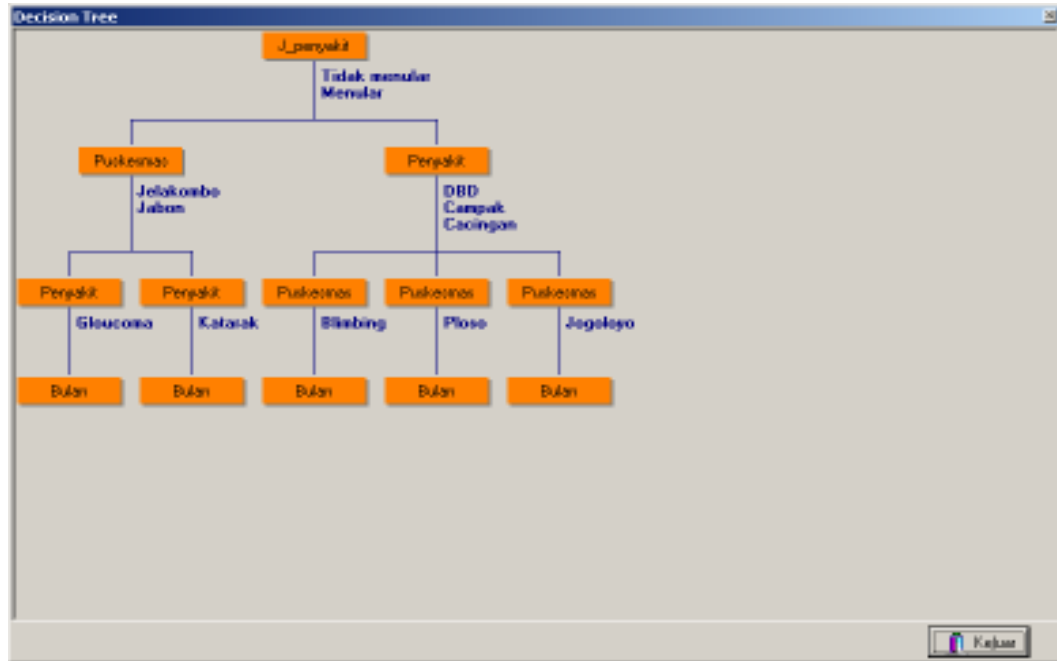 Decision Tree
J_penyakit
Tidak menular
Menular
Puskesmas
Penyakit
Jelakombo
Jabon
DBD
Campak
Cacingan
Penyakit
Penyakit
Puskesmas
Puskesmas
Puskesmas
Gloucoma
Katarak
Blimbing
Ploso
Jogoloyo
Bulan
Bulan
Bulan
Bulan
Bulan
Keluar